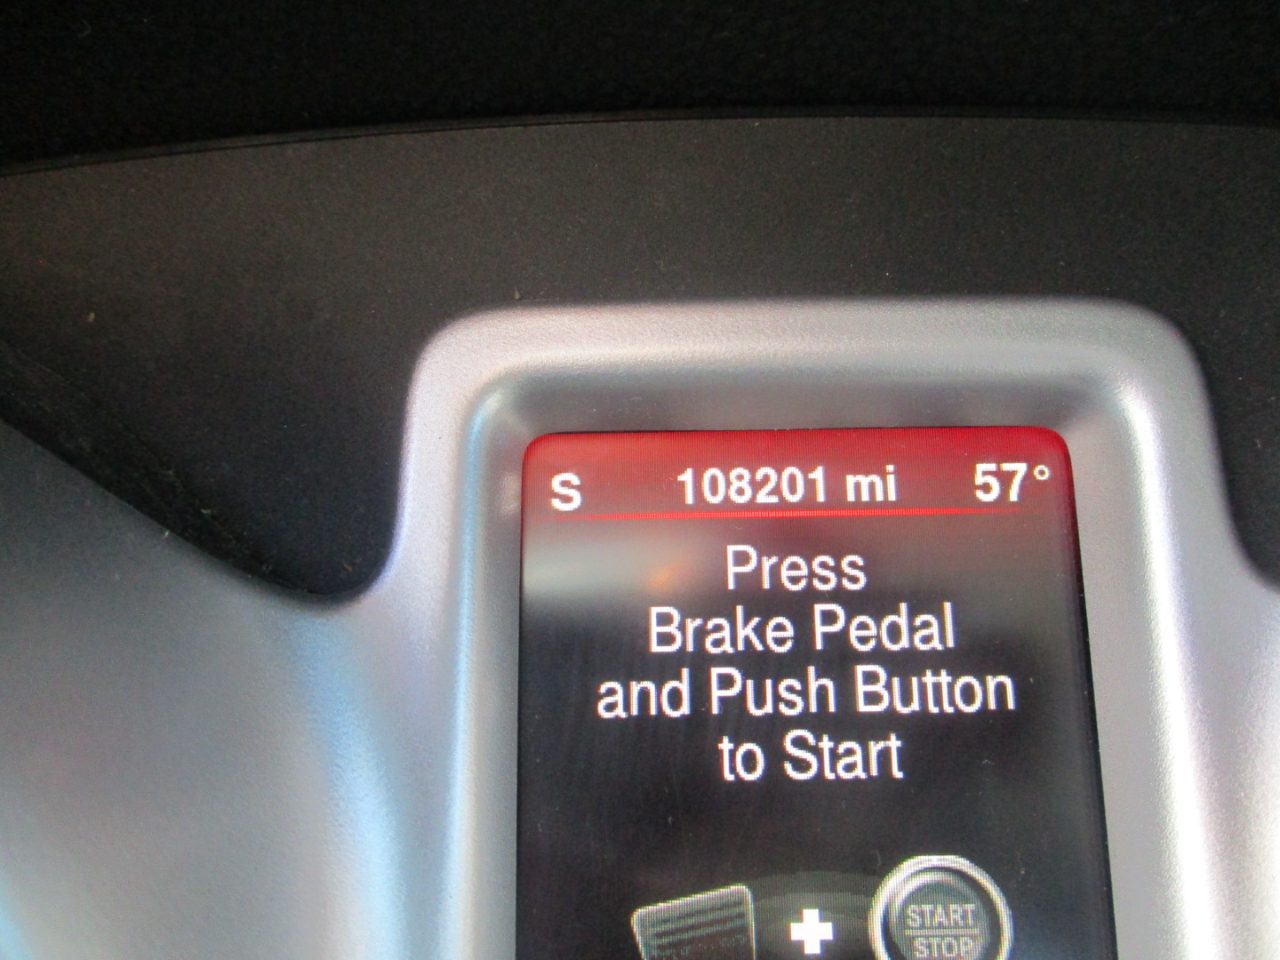 S 108201 mi 57°
Press
Brake Pedal
and Push Button
to Start
START
STOP